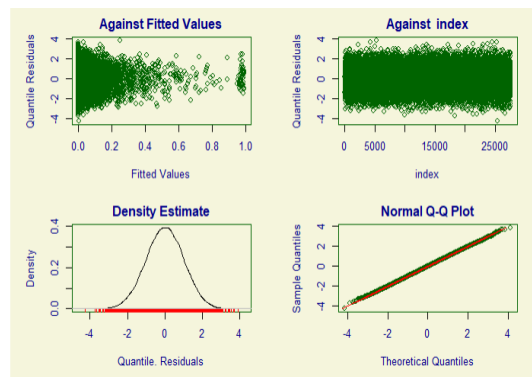 Against Fitted Values
Quantile Residuals
-4 -2 0 2 4
0.0 0.2 0.4 0.6 0.8 1.0
Fitted Values
Against index
Quantile Residuals
-4 -2 0 2 4
0 5000 15000 25000
index
Density Estimate
Density
0.0 0.2 0.4
-4 -2 0 2 4
Quantile. Residuals
Normal Q-Q Plot
Sample Quantiles
-4 -2 0 2 4
-4 -2 0 2 4
Theoretical Quantiles